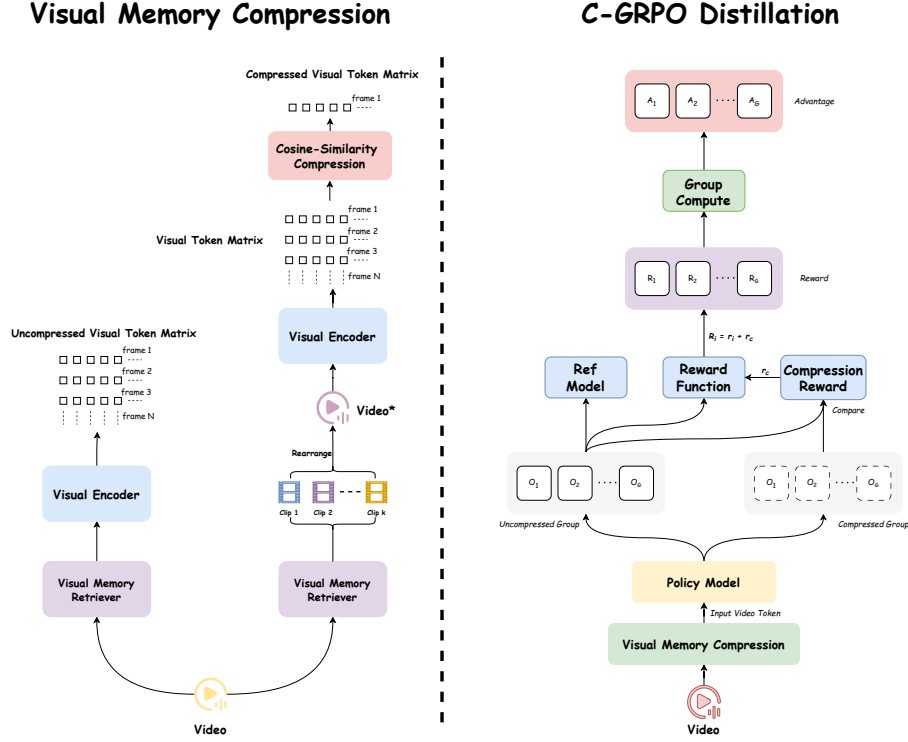 Visual Memory Compression
Compressed Visual Token Matrix
frame 1
Cosine-Similarity
Compression
frame 1
Visual Token Matrix
frame 2
frame 3
frame N
Visual Encoder
Uncompressed Visual Token Matrix
frame 1
frame 2
frame 3
frame N
Video*
Rearrange
Clip 1
Clip 2
Clip k
Visual Encoder
Visual Memory
Retriever
Visual Memory
Retriever
Video
C-GRPO Distillation
A1 A2 ···· AG
Advantage
Group
Compute
R1 R2 ···· RG
Reward
Ri = ri + rc
Ref
Model
Reward
Function
rc
Compression
Reward
Compare
O1 O2 ···· OG
Uncompressed Group
O1 O2 ···· OG
Compressed Group
Policy Model
Input Video Token
Visual Memory Compression
Video